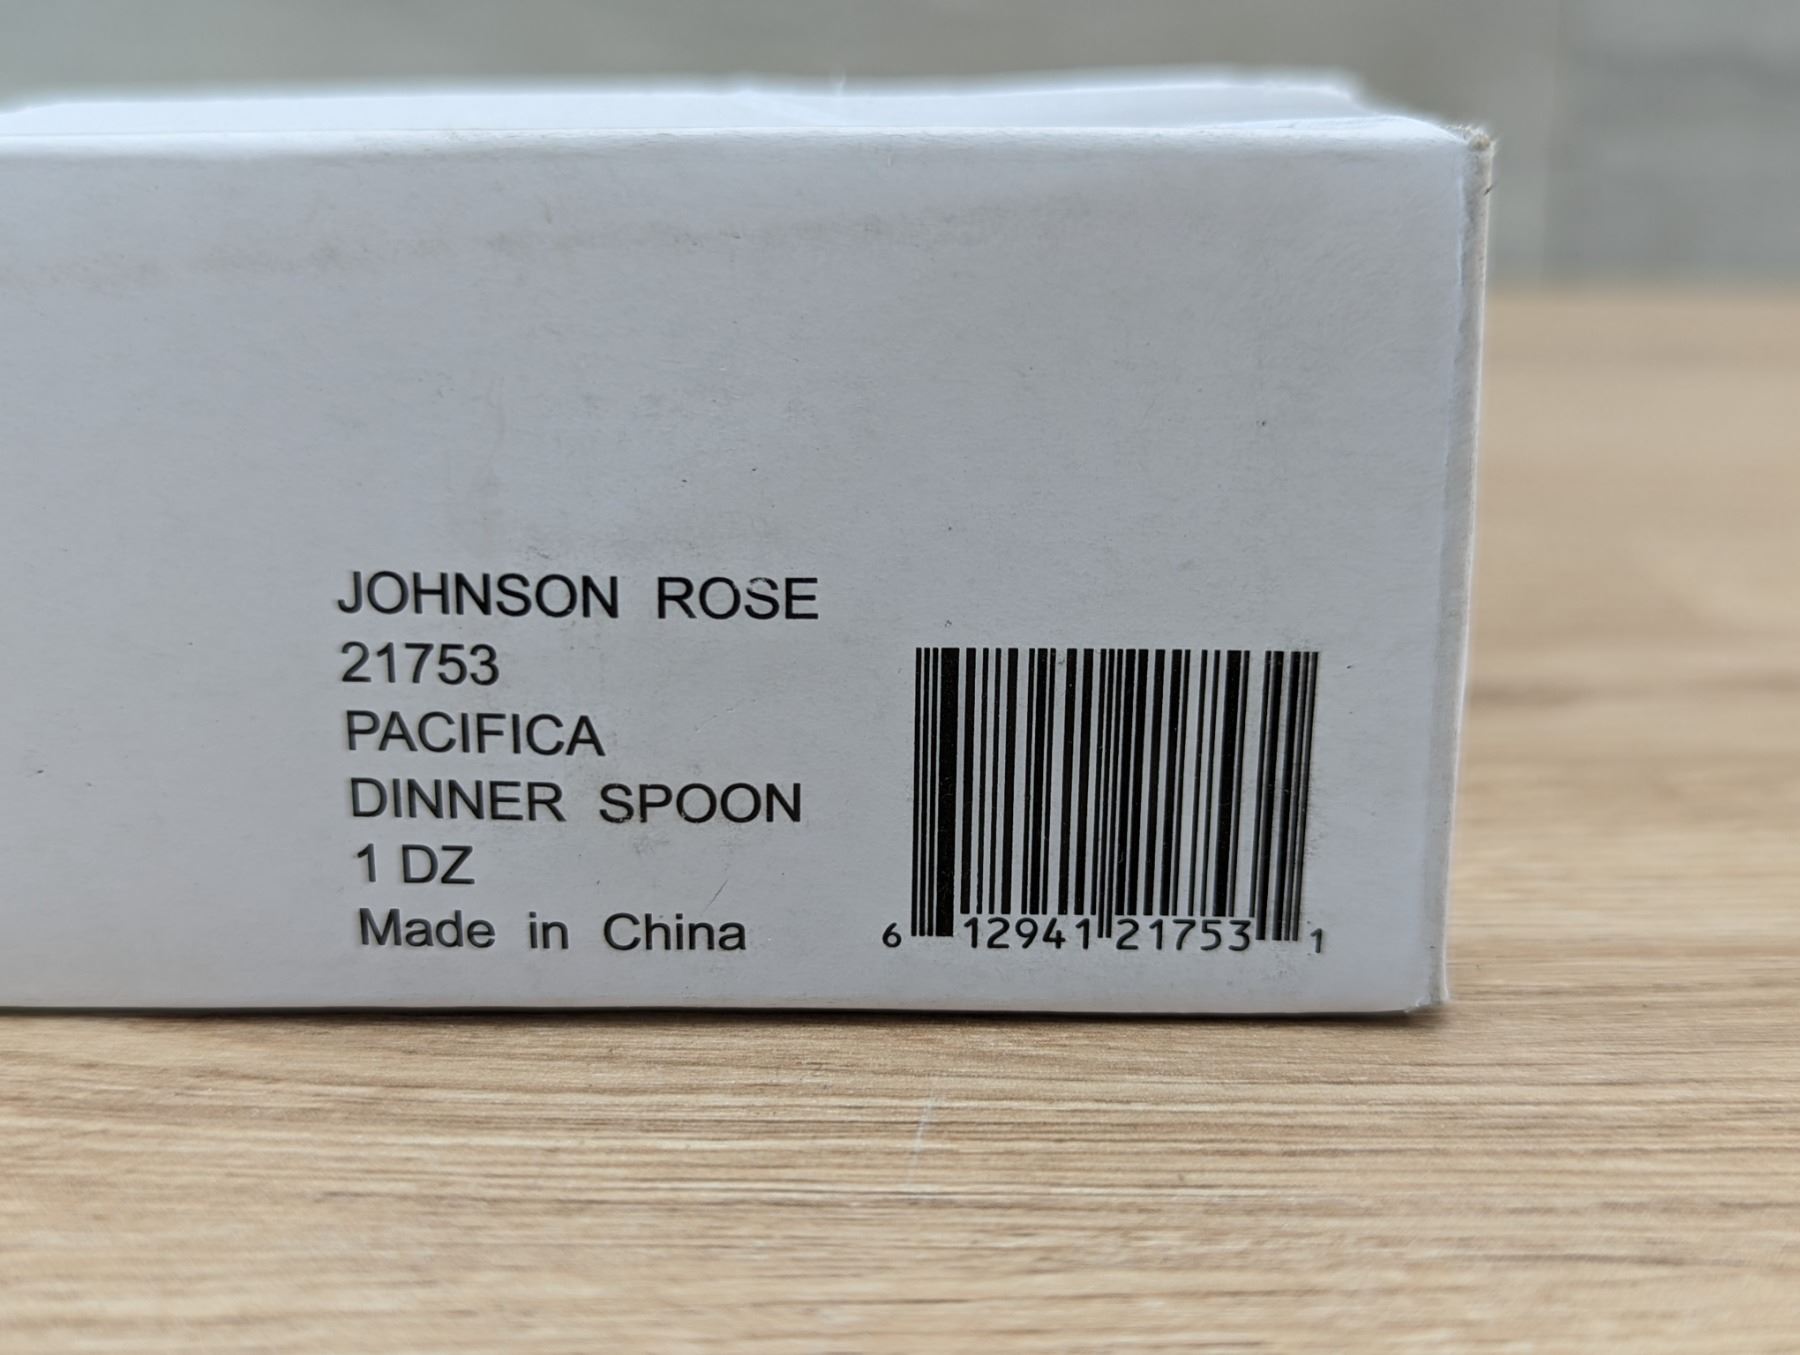 JOHNSON ROSE
21753
PACIFICA
DINNER SPOON
1 DZ
Made in China
6 12941 21753 1